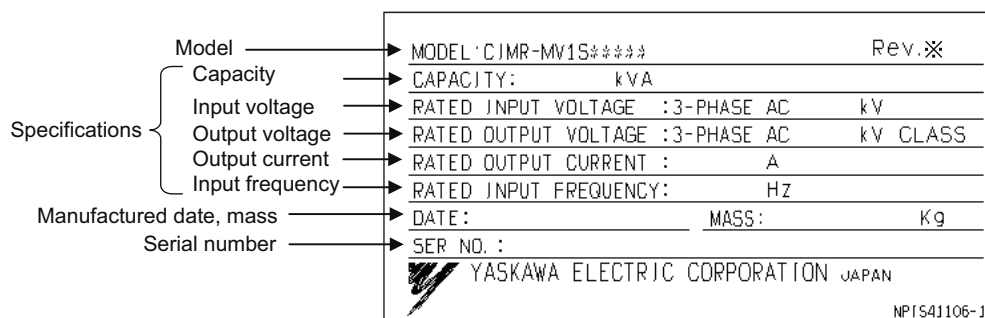 Model
Capacity
Input voltage
Specifications
Output voltage
Output current
Input frequency
Manufactured date, mass
Serial number
MODEL:CIMR-MV1S***** Rev.※
CAPACITY: kVA
RATED INPUT VOLTAGE :3-PHASE AC kV
RATED OUTPUT VOLTAGE :3-PHASE AC kV CLASS
RATED OUTPUT CURRENT : A
RATED INPUT FREQUENCY: Hz
DATE: MASS: Kg
SER NO. :
YASKAWA ELECTRIC CORPORATION JAPAN
NPIS41106-1